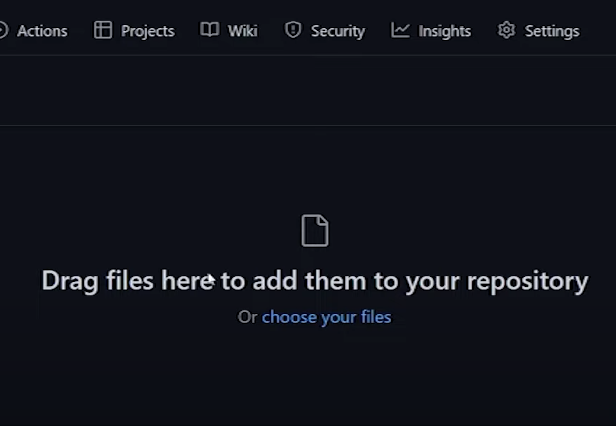 Actions Projects Wiki Security Insights Settings
Drag files here to add them to your repository
Or choose your files